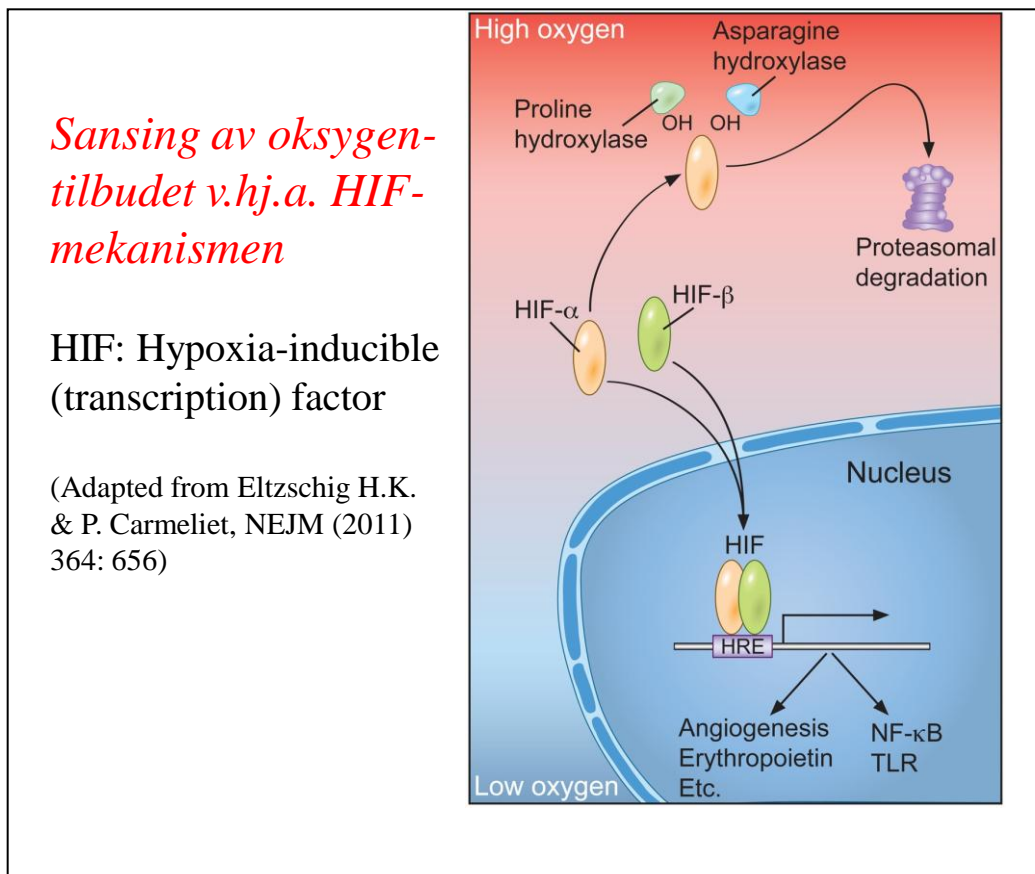 Sansing av oksygen-
tilbudet v.hj.a. HIF-
mekanismen
HIF: Hypoxia-inducible
(transcription) factor
(Adapted from Eltzschig H.K.
& P. Carmeliet, NEJM (2011)
364: 656)
High oxygen
Asparagine
hydroxylase
Proline
hydroxylase
OH OH
Proteasomal
degradation
HIF-α
HIF-β
Nucleus
HIF
HRE
Angiogenesis
Erythropoietin
Etc.
NF-κB
TLR
Low oxygen